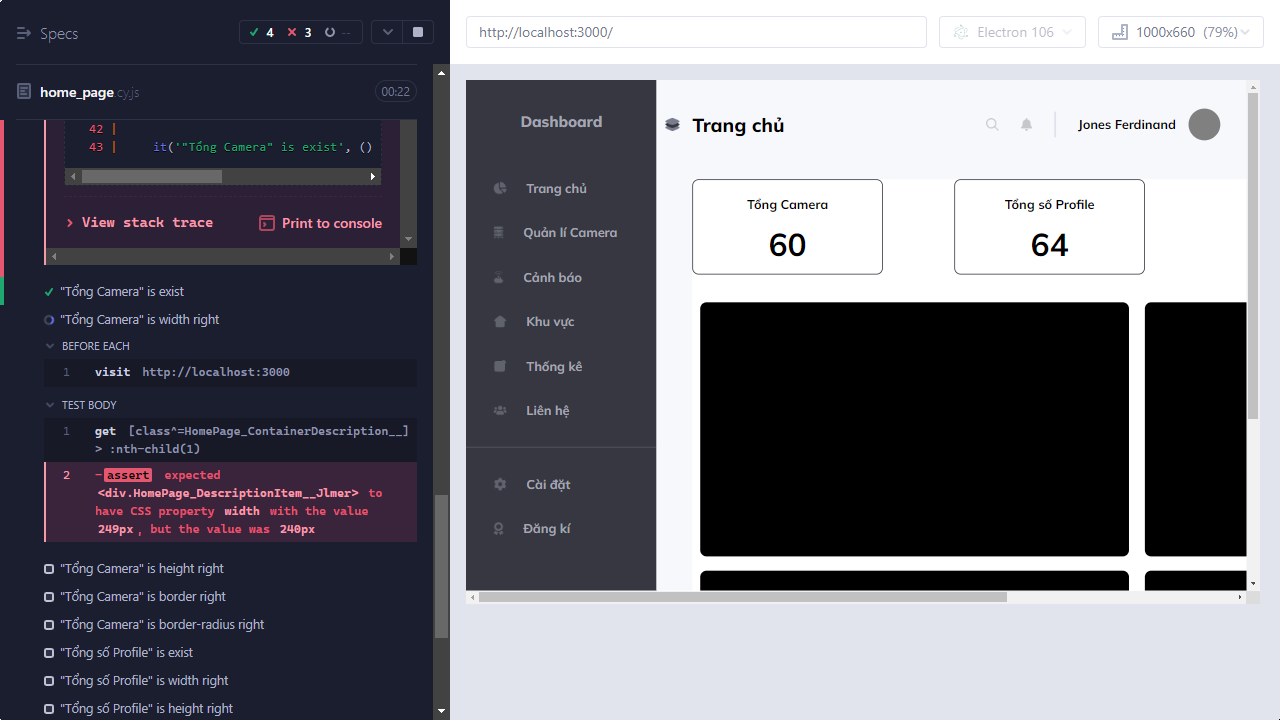 Specs
4
3
--
home_page.cy.js
00:22
42 |
43 | it('"Tổng Camera" is exist', ()
> View stack trace
Print to console
"Tổng Camera" is exist
"Tổng Camera" is width right
BEFORE EACH
1 visit http://localhost:3000
TEST BODY
1 get [class^=HomePage_ContainerDescription__]
> :nth-child(1)
2 -assert expected
<div.HomePage_DescriptionItem__Jlmer> to
have CSS property width with the value
249px, but the value was 240px
"Tổng Camera" is height right
"Tổng Camera" is border right
"Tổng Camera" is border-radius right
"Tổng số Profile" is exist
"Tổng số Profile" is width right
"Tổng số Profile" is height right
http://localhost:3000/
Electron 106
1000x660 (79%)
Dashboard
Trang chủ
Quản lí Camera
Cảnh báo
Khu vực
Thống kê
Liên hệ
Cài đặt
Đăng kí
Trang chủ
Jones Ferdinand
Tổng Camera
60
Tổng số Profile
64